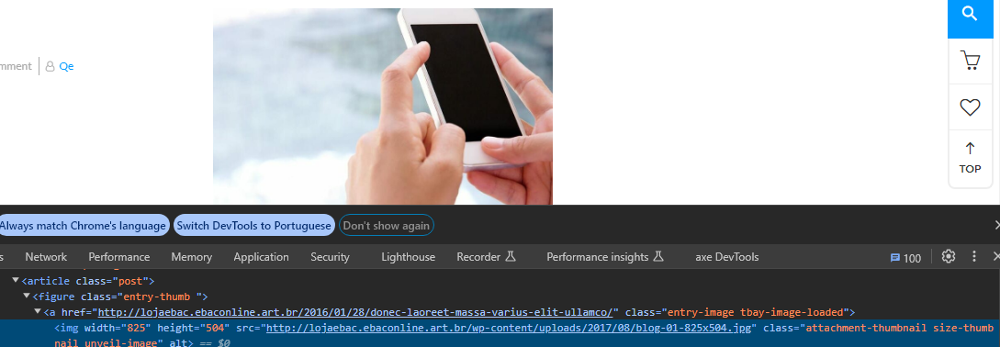 mment Qe
TOP
Always match Chrome's language Switch DevTools to Portuguese Don't show again
s Network Performance Memory Application Security Lighthouse Recorder Performance insights axe DevTools 100
<article class="post">
<figure class="entry-thumb ">
<a href="http://lojaebac.ebaconline.art.br/2016/01/28/donec-laoreet-massa-varius-elit-ullamco/" class="entry-image tbay-image-loaded">
<img width="825" height="504" src="http://lojaebac.ebaconline.art.br/wp-content/uploads/2017/08/blog-01-825x504.jpg" class="attachment-thumbnail size-thumb
nail unveil-image" alt> == $0